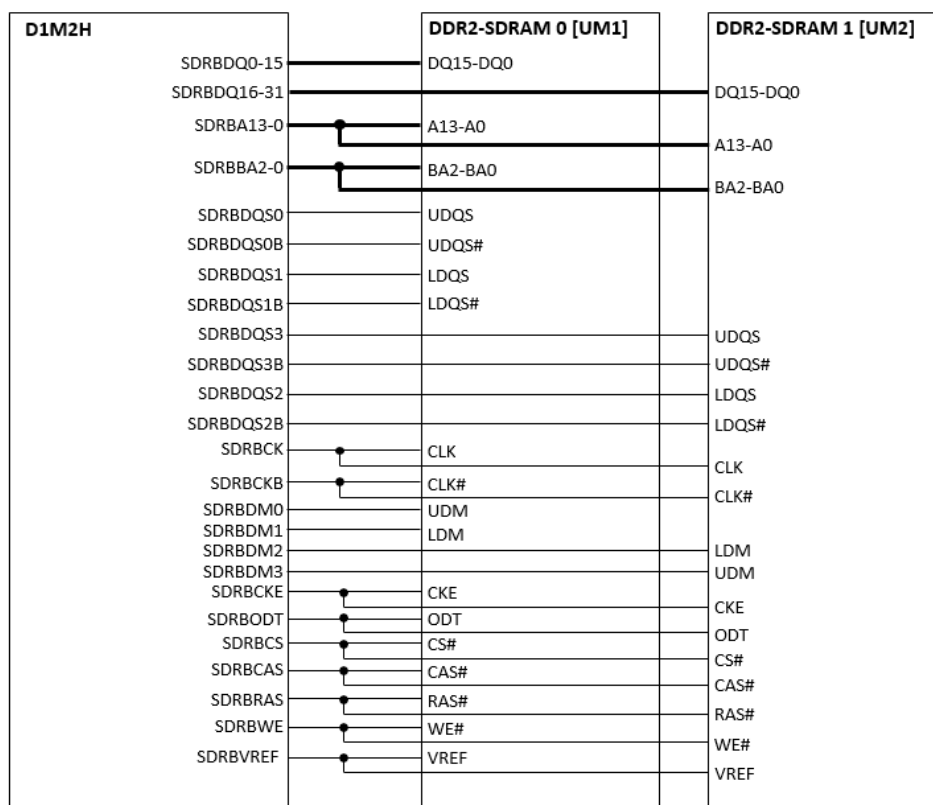 D1M2H DDR2-SDRAM 0 [UM1] DDR2-SDRAM 1 [UM2]
SDRBDQ0-15 DQ15-DQ0
SDRBDQ16-31 DQ15-DQ0
SDRBA13-0 A13-A0
A13-A0
SDRBBA2-0 BA2-BA0
BA2-BA0
SDRBDQS0 UDQS
SDRBDQS0B UDQS#
SDRBDQS1 LDQS
SDRBDQS1B LDQS#
SDRBDQS3 UDQS
SDRBDQS3B UDQS#
SDRBDQS2 LDQS
SDRBDQS2B LDQS#
SDRBCK CLK
CLK
SDRBCKB CLK#
CLK#
SDRBDM0 UDM
SDRBDM1 LDM
SDRBDM2 LDM
SDRBDM3 UDM
SDRBCKE CKE
CKE
SDRBODT ODT
ODT
SDRBCS CS#
CS#
SDRBCAS CAS#
CAS#
SDRBRAS RAS#
RAS#
SDRBWE WE#
WE#
SDRBVREF VREF
VREF